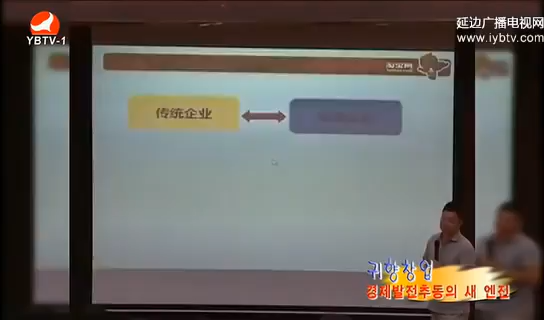 YBTV-1
延边广播电视网
www.iybtv.com
淘宝网
传统企业
귀향창업
경제발전추동의 새 엔진